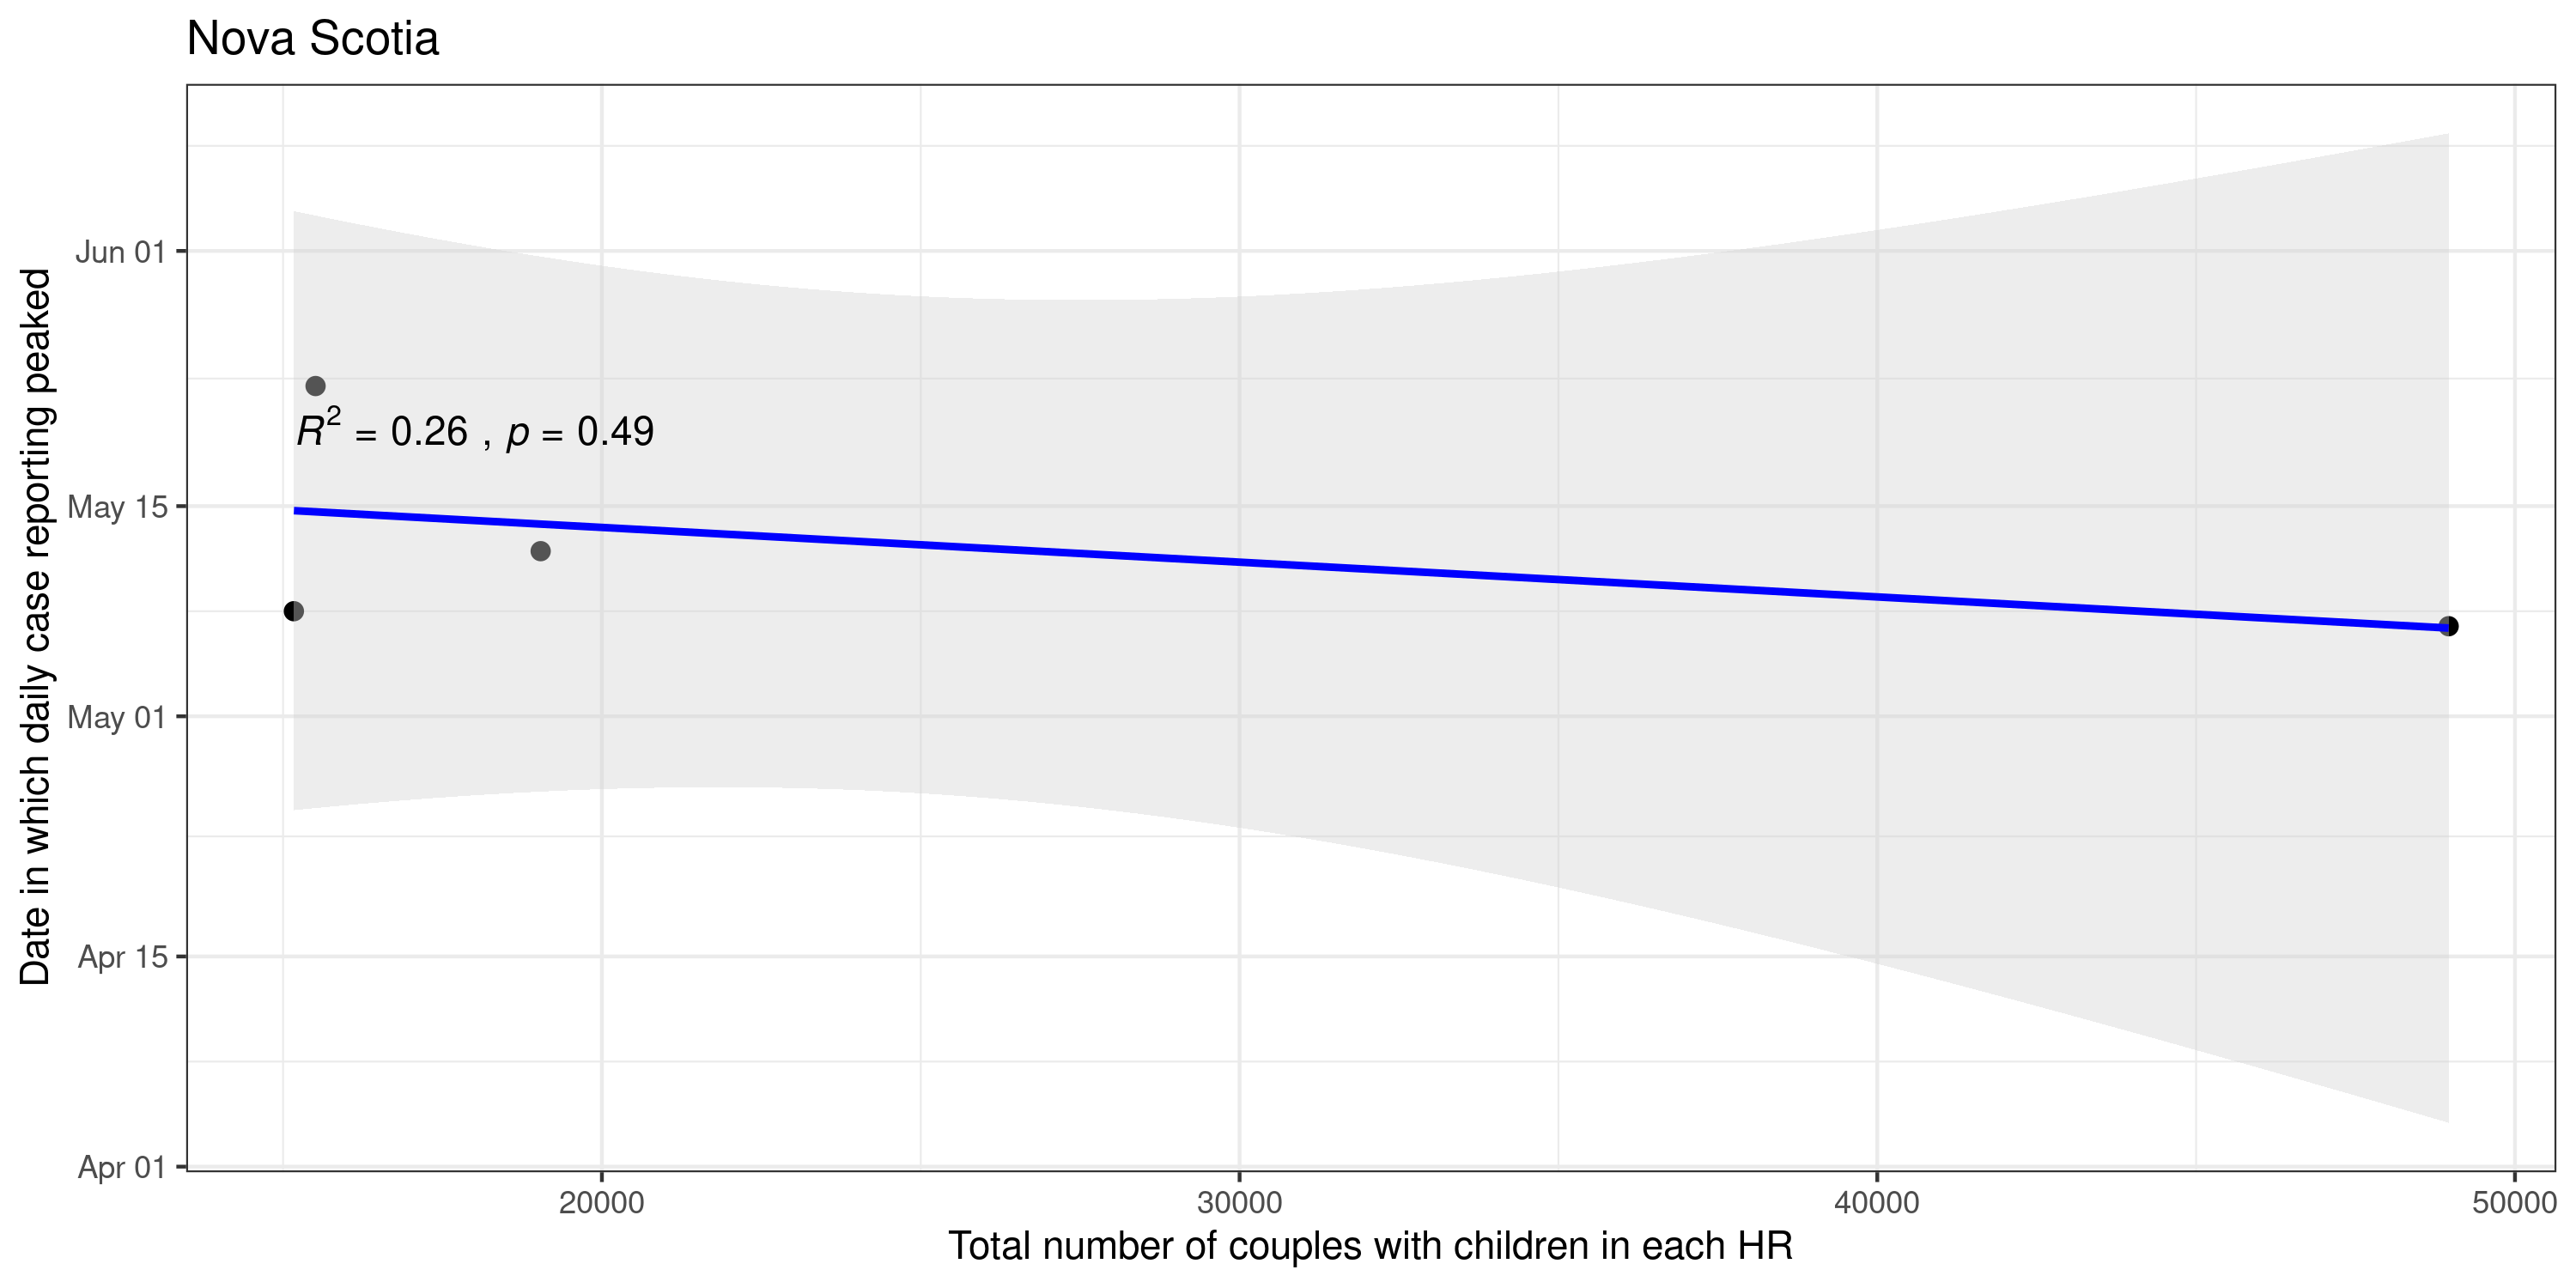 Nova Scotia
Date in which daily case reporting peaked
Jun 01
May 15
May 01
Apr 15
Apr 01
R² = 0.26 , p = 0.49
20000 30000 40000 50000
Total number of couples with children in each HR